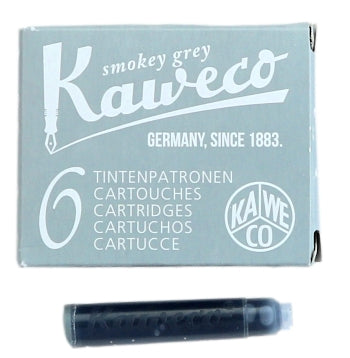 smokey grey
Kaweco
GERMANY, SINCE 1883.
6
TINTENPATRONEN
CARTOUCHES
CARTRIDGES
CARTUCHOS
CARTUCCE
KA WE
CO